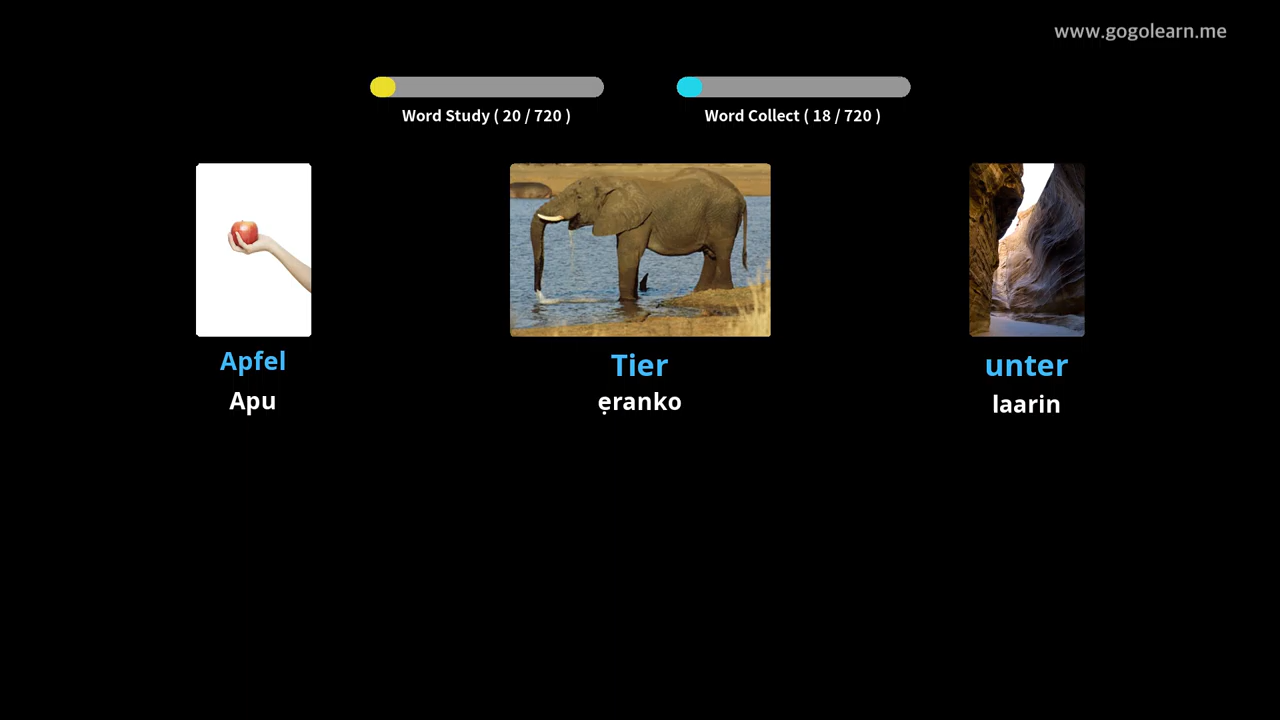 www.gogolearn.me
Word Study ( 20 / 720 )
Word Collect ( 18 / 720 )
Apfel
Apu
Tier
ẹranko
unter
laarin